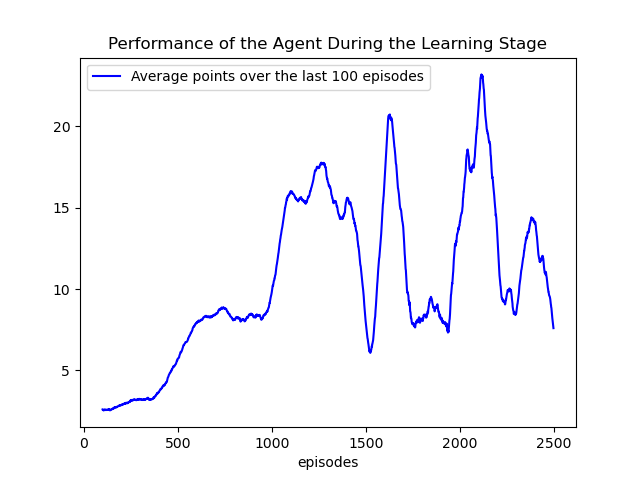 Performance of the Agent During the Learning Stage
Average points over the last 100 episodes
20
15
10
5
0 500 1000 1500 2000 2500
episodes